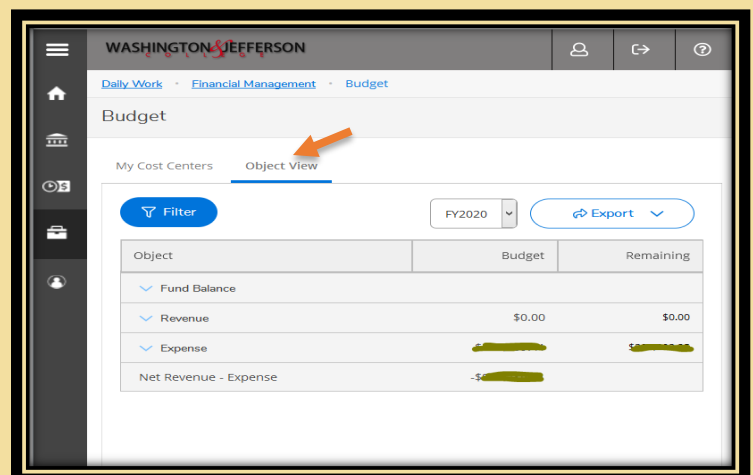 WASHINGTON & JEFFERSON
COLLEGE
Daily Work · Financial Management · Budget
Budget
My Cost Centers Object View
$
Filter FY2020 Export
Object Budget Remaining
Fund Balance
Revenue $0.00 $0.00
Expense
Net Revenue - Expense -$